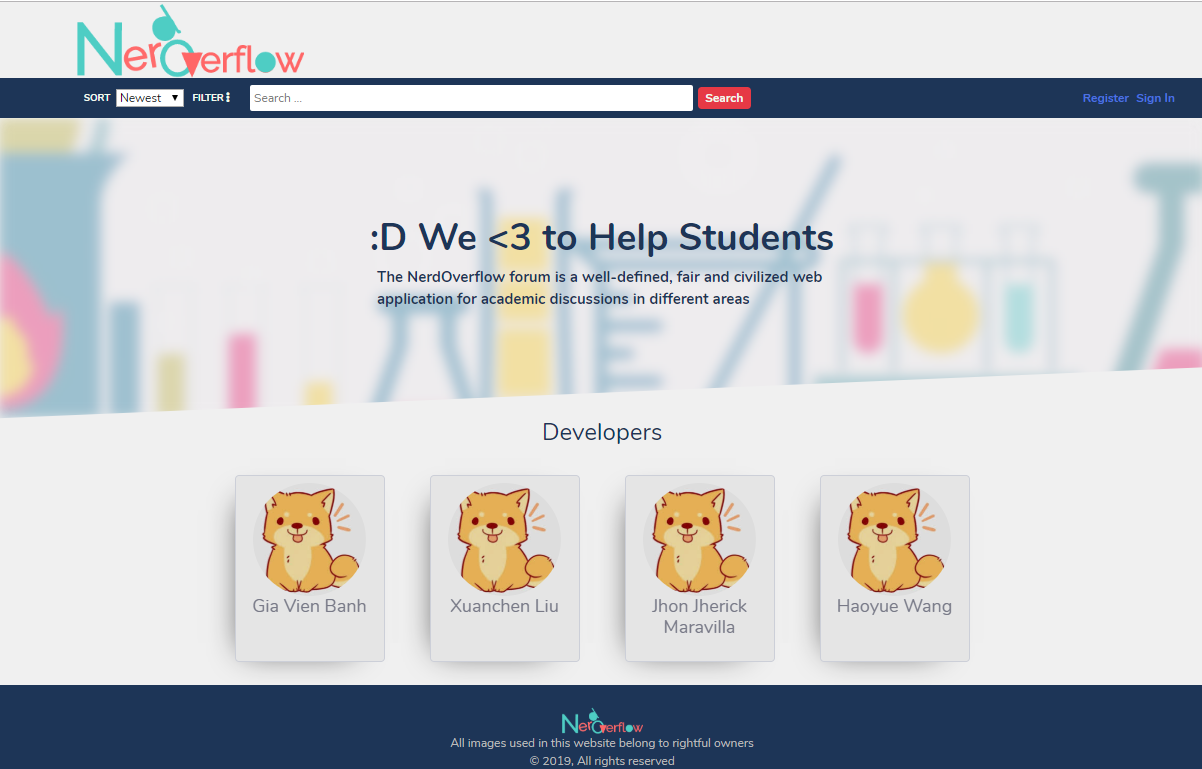 NerdOverflow
SORT Newest FILTER Search ... Search Register Sign In
:D We <3 to Help Students
The NerdOverflow forum is a well-defined, fair and civilized web
application for academic discussions in different areas
Developers
Gia Vien Banh Xuanchen Liu Jhon Jherick Haoyue Wang
Maravilla
NerdOverflow
All images used in this website belong to rightful owners
© 2019, All rights reserved